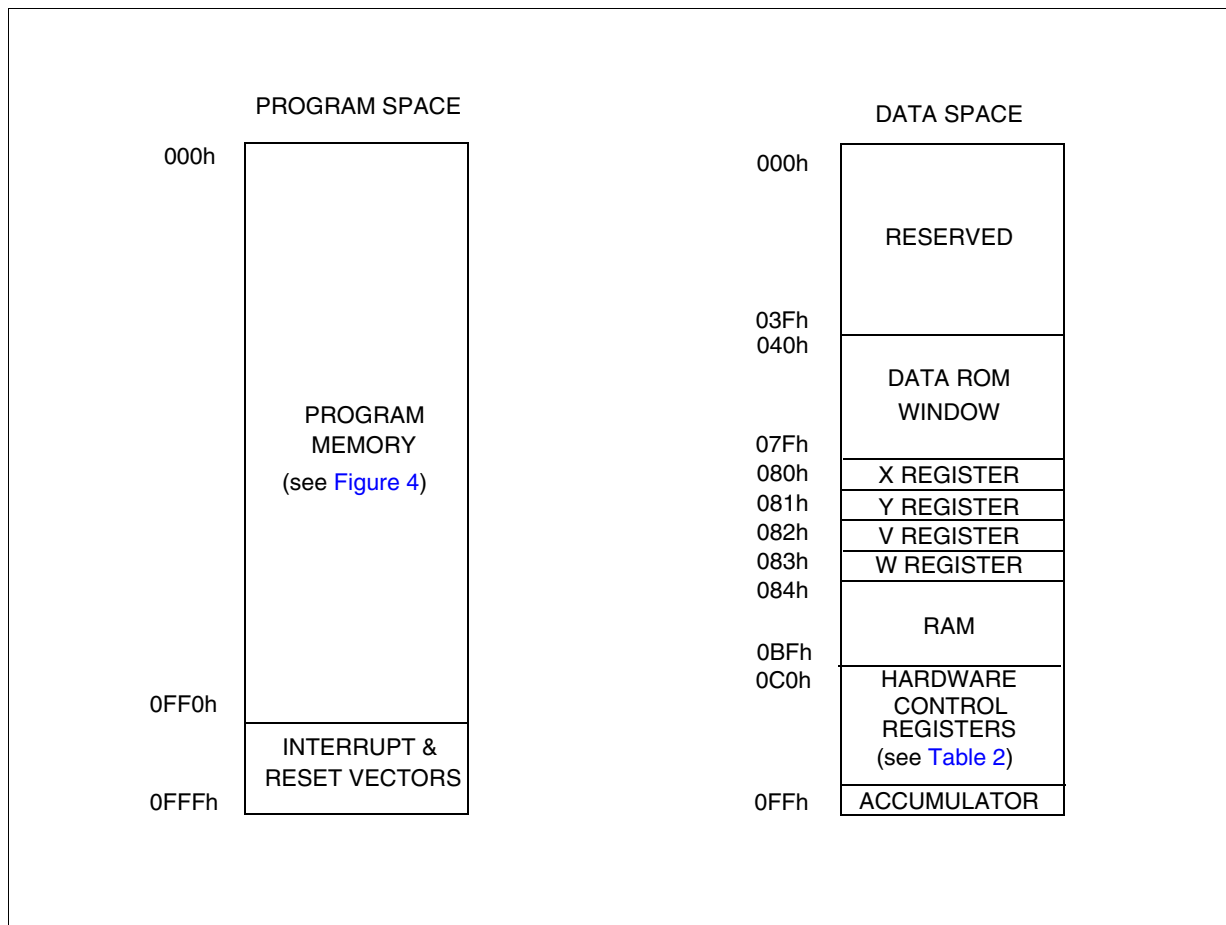 PROGRAM SPACE
000h
PROGRAM
MEMORY
(see Figure 4)
0FF0h
INTERRUPT &
RESET VECTORS
0FFFh
DATA SPACE
000h
RESERVED
03Fh
040h
DATA ROM
WINDOW
07Fh
080h X REGISTER
081h Y REGISTER
082h V REGISTER
083h W REGISTER
084h
RAM
0BFh
0C0h HARDWARE
CONTROL
REGISTERS
(see Table 2)
0FFh ACCUMULATOR